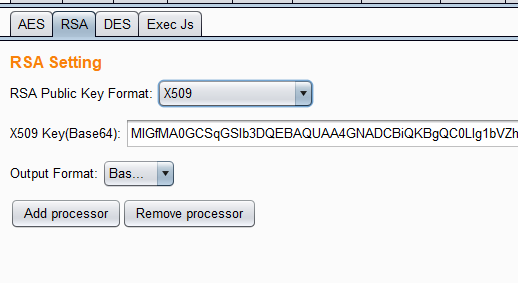 AES RSA DES Exec Js
RSA Setting
RSA Public Key Format: X509
X509 Key(Base64): MIGfMA0GCSqGSIb3DQEBAQUAA4GNADCBiQKBgQC0LIg1bVZh
Output Format: Bas...
Add processor Remove processor